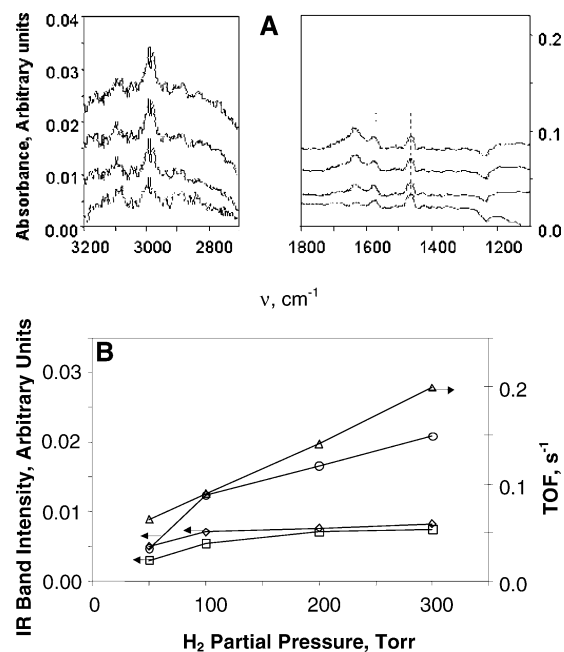 A
Absorbance, Arbitrary units
0.04
0.03
0.02
0.01
0.00
3200 3000 2800
0.2
0.1
0.0
1800 1600 1400 1200
ν, cm-1
B
IR Band Intensity, Arbitrary Units
0.03
0.02
0.01
0.00
0.2
0.1
0.0
TOF, s-1
0 100 200 300
H2 Partial Pressure, Torr